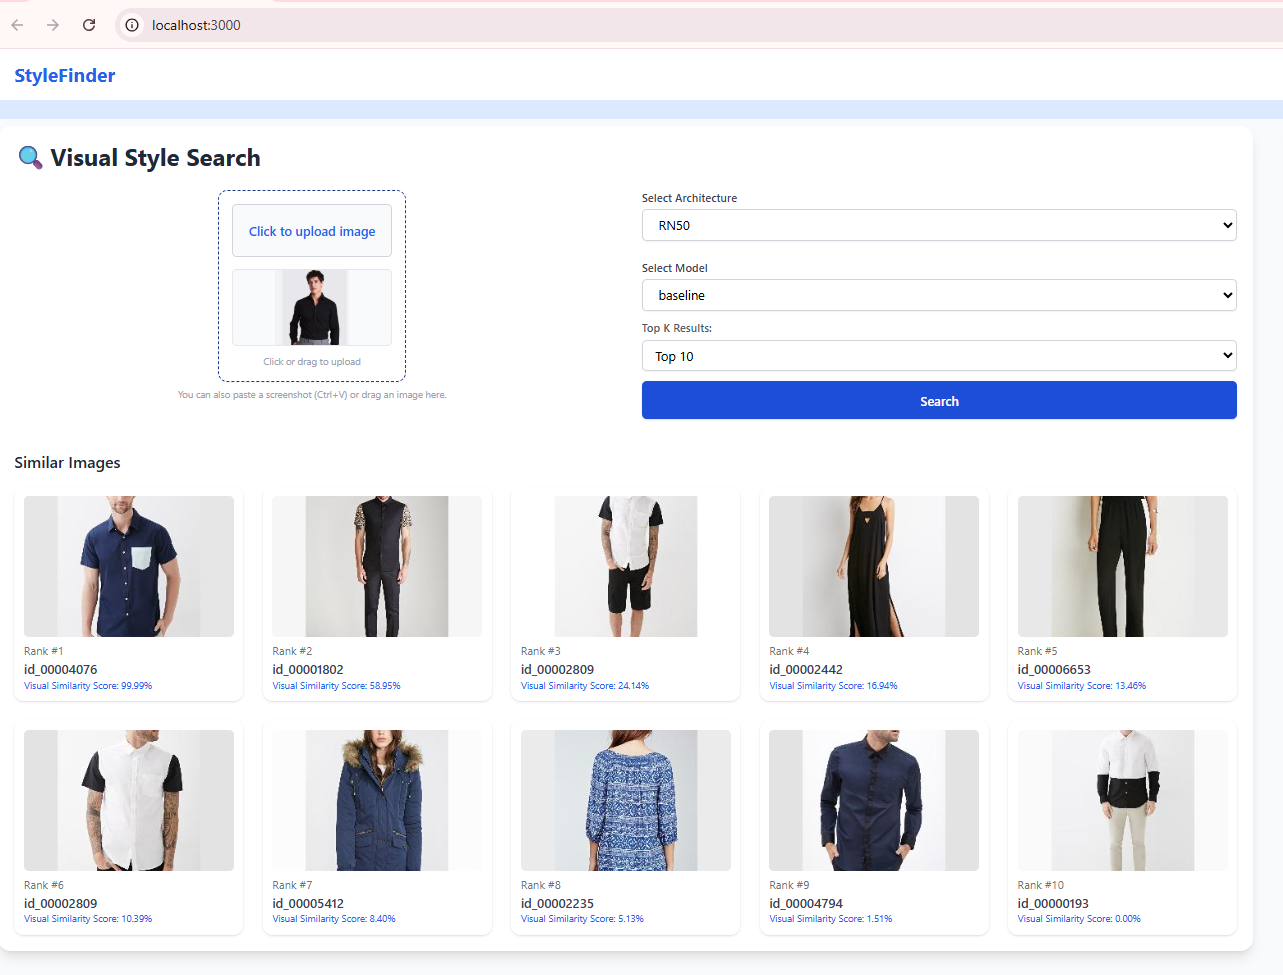 localhost:3000
StyleFinder
🔍 Visual Style Search
Click to upload image
Click or drag to upload
You can also paste a screenshot (Ctrl+V) or drag an image here.
Select Architecture
RN50
Select Model
baseline
Top K Results:
Top 10
Search
Similar Images
Rank #1
id_00004076
Visual Similarity Score: 99.99%
Rank #2
id_00001802
Visual Similarity Score: 58.95%
Rank #3
id_00002809
Visual Similarity Score: 24.14%
Rank #4
id_00002442
Visual Similarity Score: 16.94%
Rank #5
id_00006653
Visual Similarity Score: 13.46%
Rank #6
id_00002809
Visual Similarity Score: 10.39%
Rank #7
id_00005412
Visual Similarity Score: 8.40%
Rank #8
id_00002235
Visual Similarity Score: 5.13%
Rank #9
id_00004794
Visual Similarity Score: 1.51%
Rank #10
id_00000193
Visual Similarity Score: 0.00%